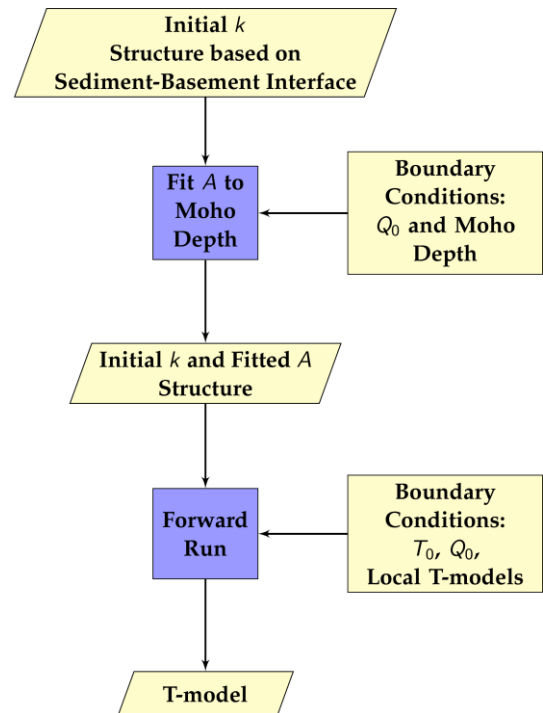 Initial k
Structure based on
Sediment-Basement Interface
Fit A to
Moho
Depth
Boundary
Conditions:
Q₀ and Moho
Depth
Initial k and Fitted A
Structure
Forward
Run
Boundary
Conditions:
T₀, Q₀,
Local T-models
T-model